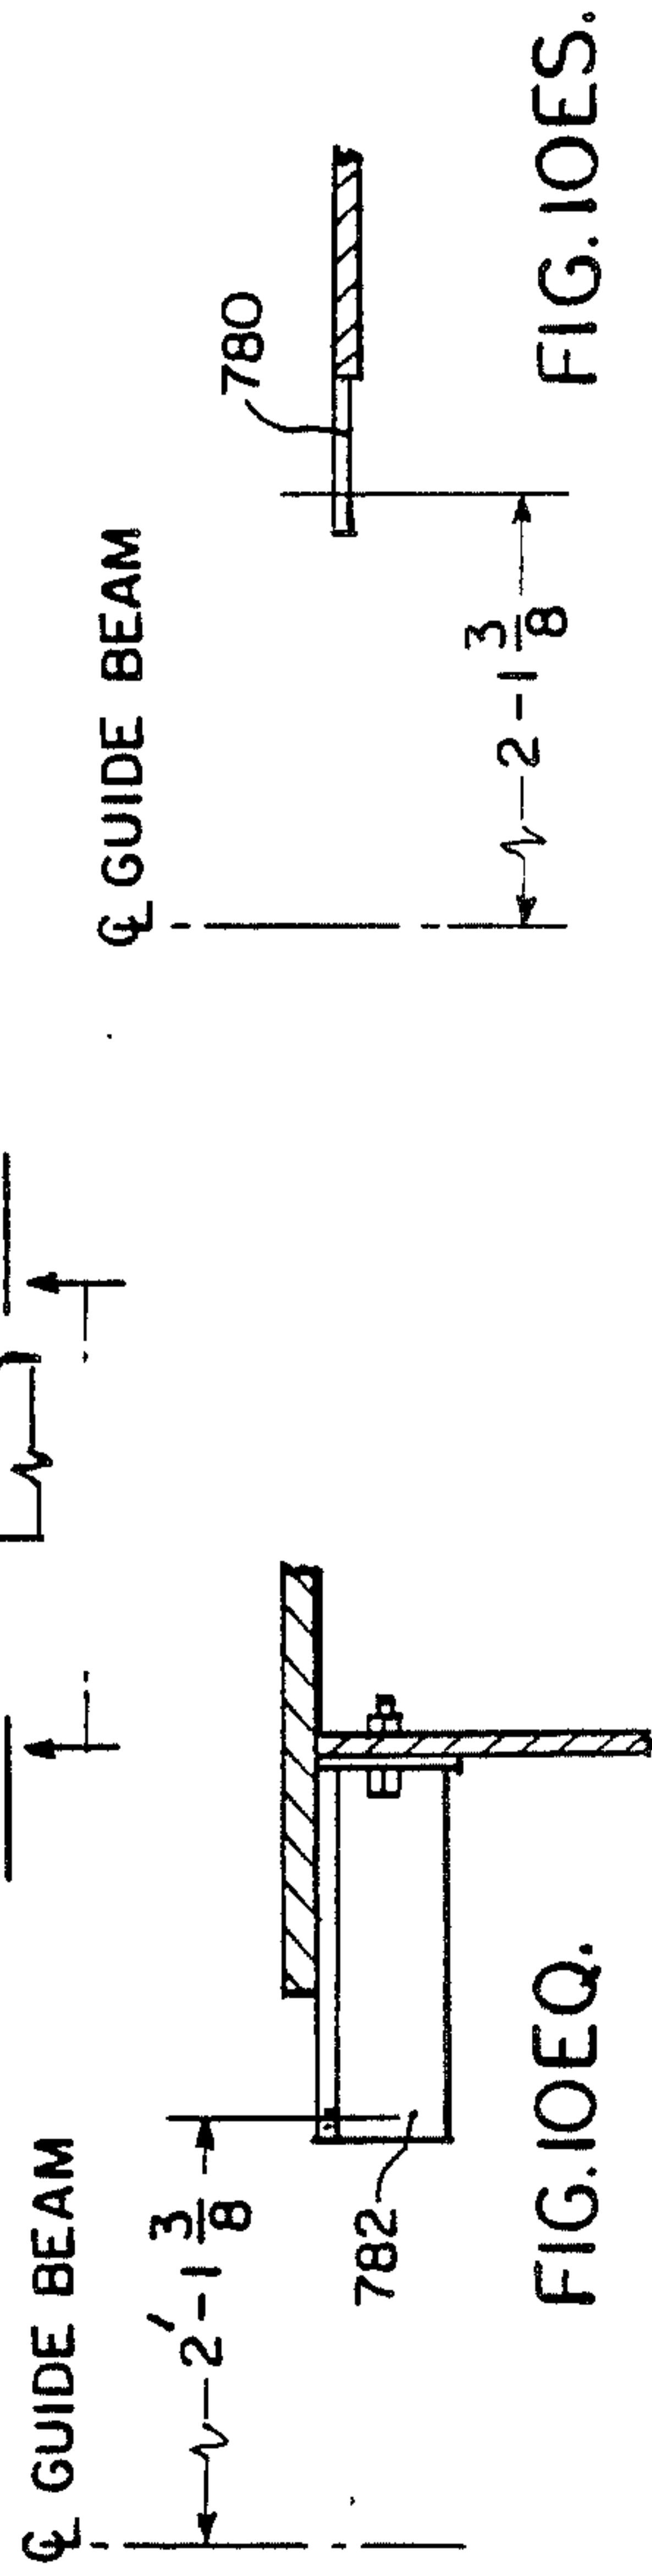 ℄ GUIDE BEAM
2'-1 3/8
782
FIG.10EQ.
℄ GUIDE BEAM
780
2-1 3/8
FIG.10ES.